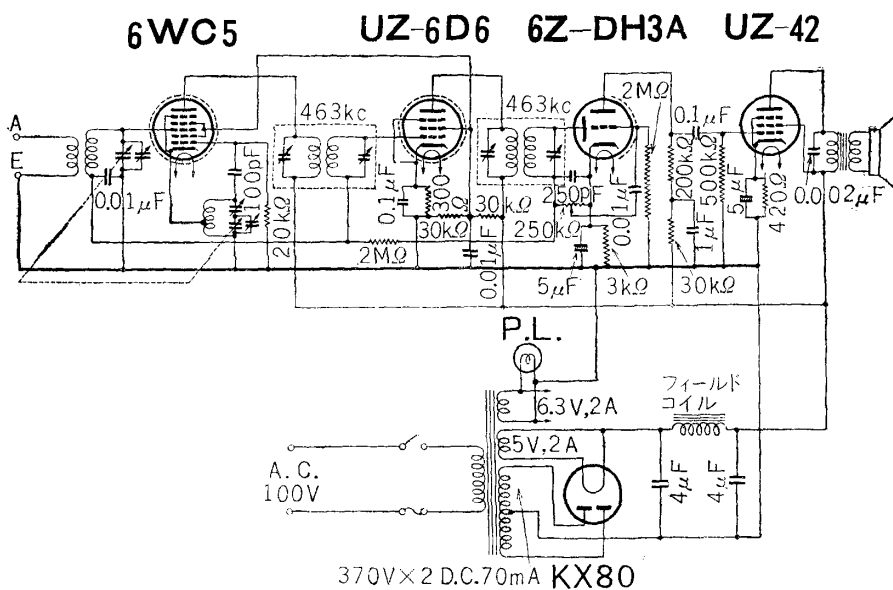 6WC5 UZ-6D6 6Z-DH3A UZ-42
A
E
0.01μF
100pF
20kΩ
463kc
2MΩ
0.1μF
300Ω
30kΩ
30kΩ
0.01μF
463kc
250pF
250kΩ
5μF
3kΩ
0.01μF
2MΩ
200kΩ
0.1μF
500kΩ
1μF
30kΩ
5μF
420Ω
0.002μF
P.L.
6.3V,2A
5V,2A
フィールド
コイル
A.C.
100V
4μF
4μF
370V×2 D.C.70mA KX80